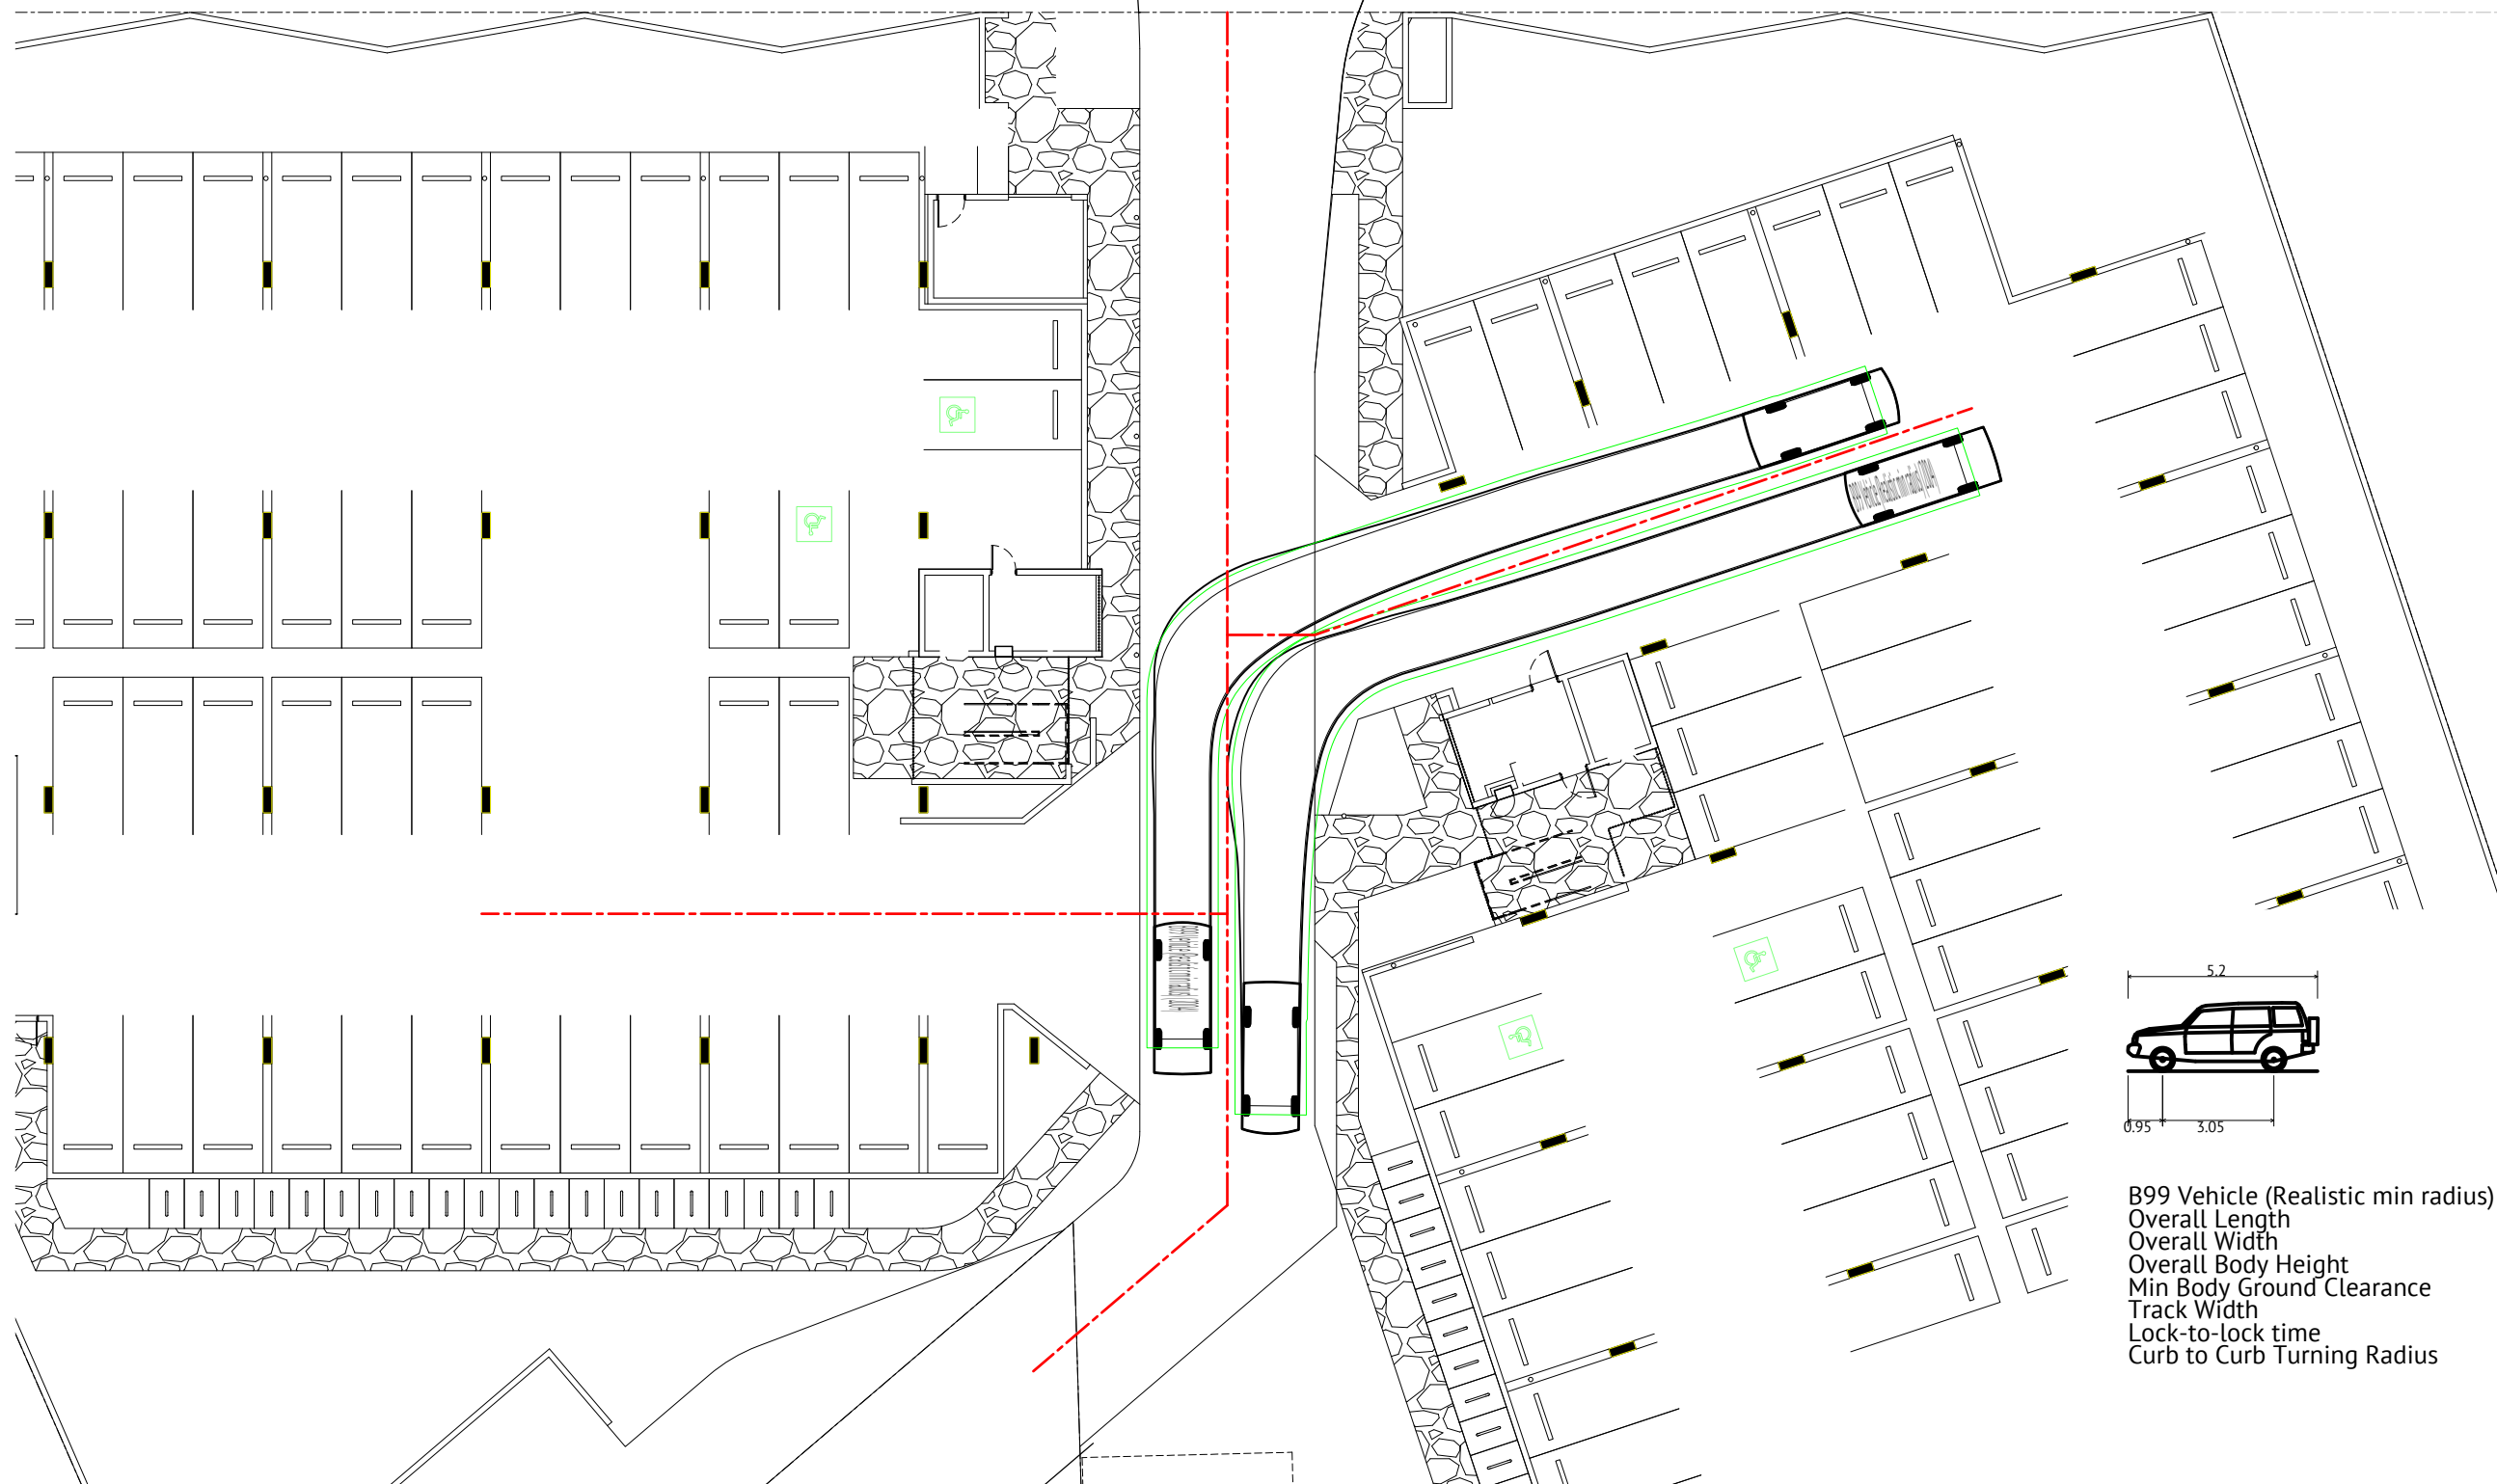 5.2
0.95
3.05
B99 Vehicle (Realistic min radius)
Overall Length
Overall Width
Overall Body Height
Min Body Ground Clearance
Track Width
Lock-to-lock time
Curb to Curb Turning Radius